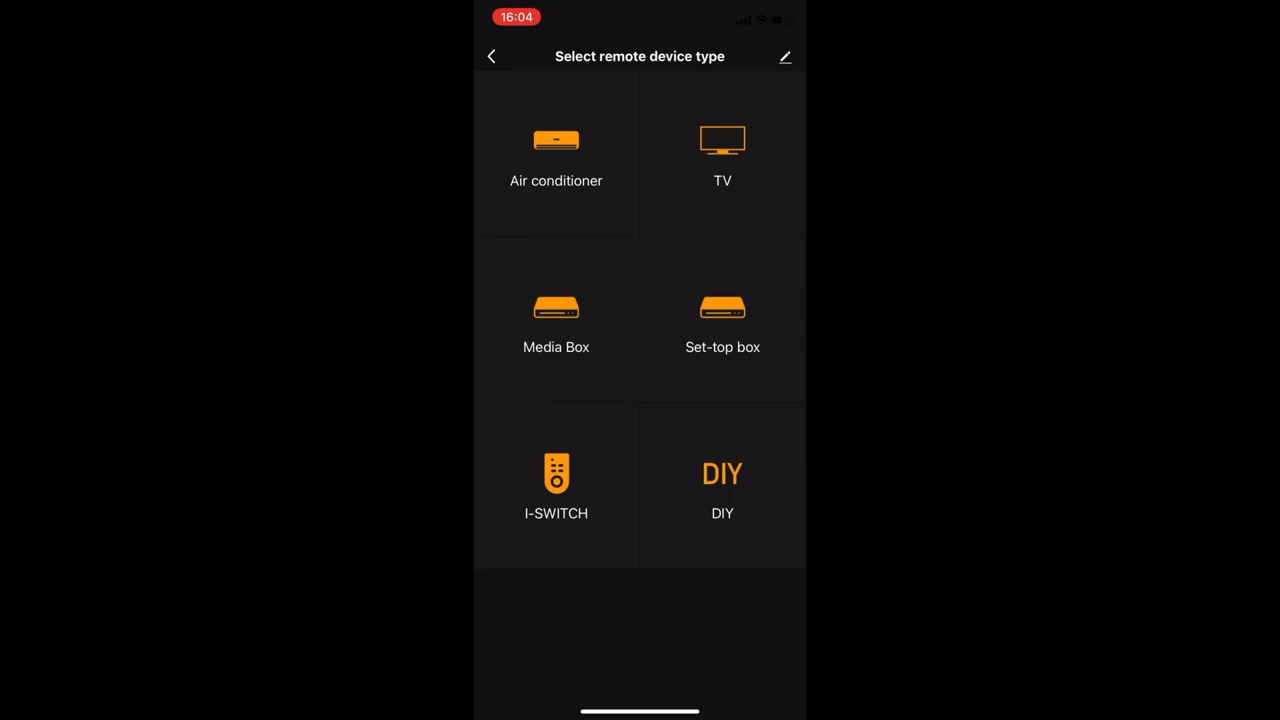 16:04
Select remote device type
Air conditioner
TV
Media Box
Set-top box
I-SWITCH
DIY
DIY